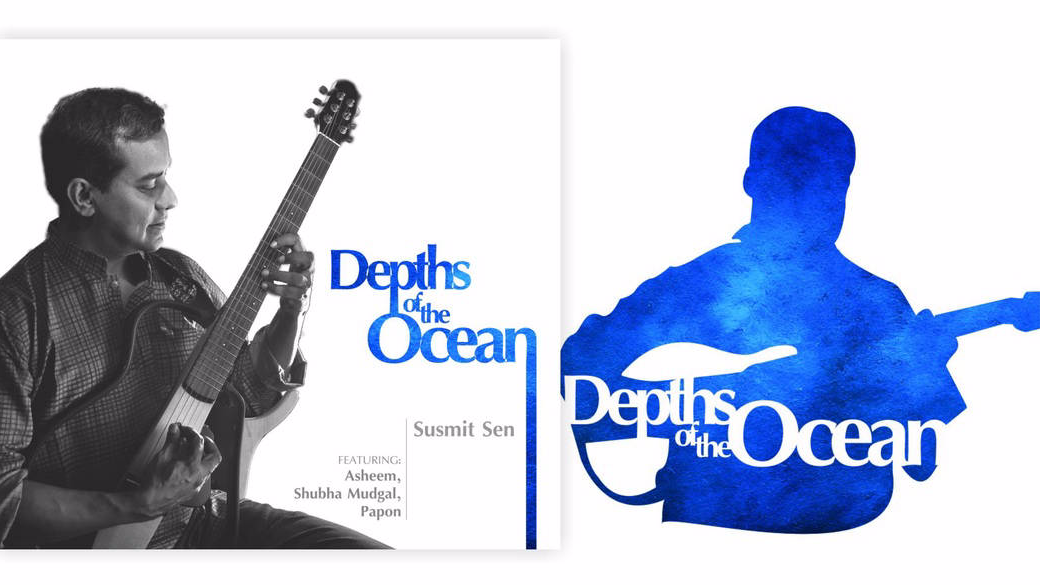 Depths
of the
Ocean
Susmit Sen
FEATURING:
Asheem,
Shubha Mudgal,
Papon
Depths
of the
Ocean